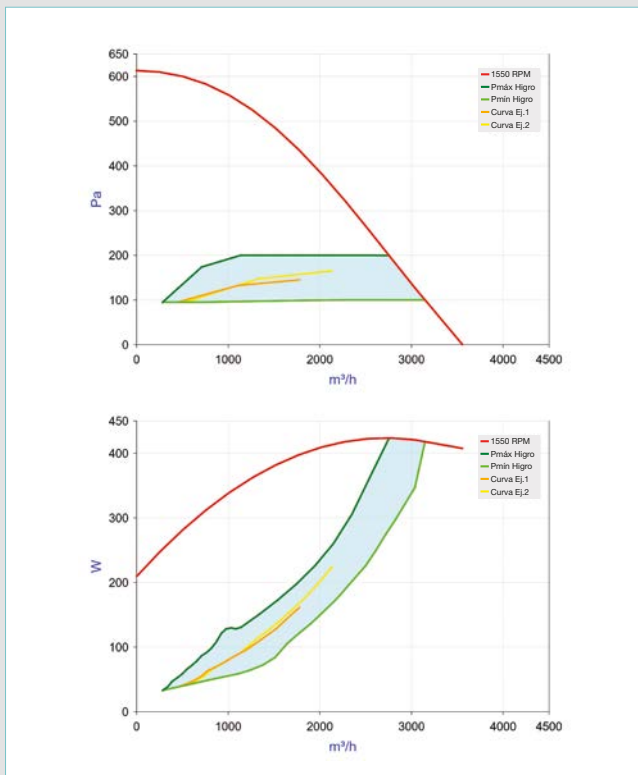 650
600
500
400
300
200
100
0
Pa
0
1000
2000
3000
4000
4500
m³/h
1550 RPM
Pmáx Higro
Pmín Higro
Curva Ej.1
Curva Ej.2
450
400
300
200
100
0
W
0
1000
2000
3000
4000
4500
m³/h
1550 RPM
Pmáx Higro
Pmín Higro
Curva Ej.1
Curva Ej.2